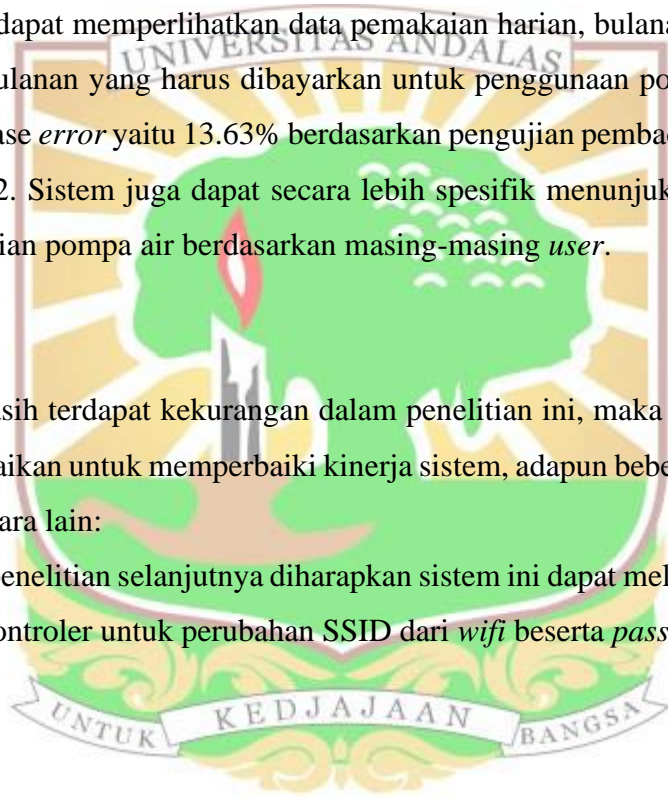 dapat memperlihatkan data pemakaian harian, bulana
UNIVERSITAS ANDALAS
ulanan yang harus dibayarkan untuk penggunaan po
ase error yaitu 13.63% berdasarkan pengujian pembac
2. Sistem juga dapat secara lebih spesifik menunjuk
ian pompa air berdasarkan masing-masing user.
sih terdapat kekurangan dalam penelitian ini, maka
aikan untuk memperbaiki kinerja sistem, adapun bebe
ara lain:
enelitian selanjutnya diharapkan sistem ini dapat mel
ontroler untuk perubahan SSID dari wifi beserta pass
UNTUK KEDJAJAAN BANGSA